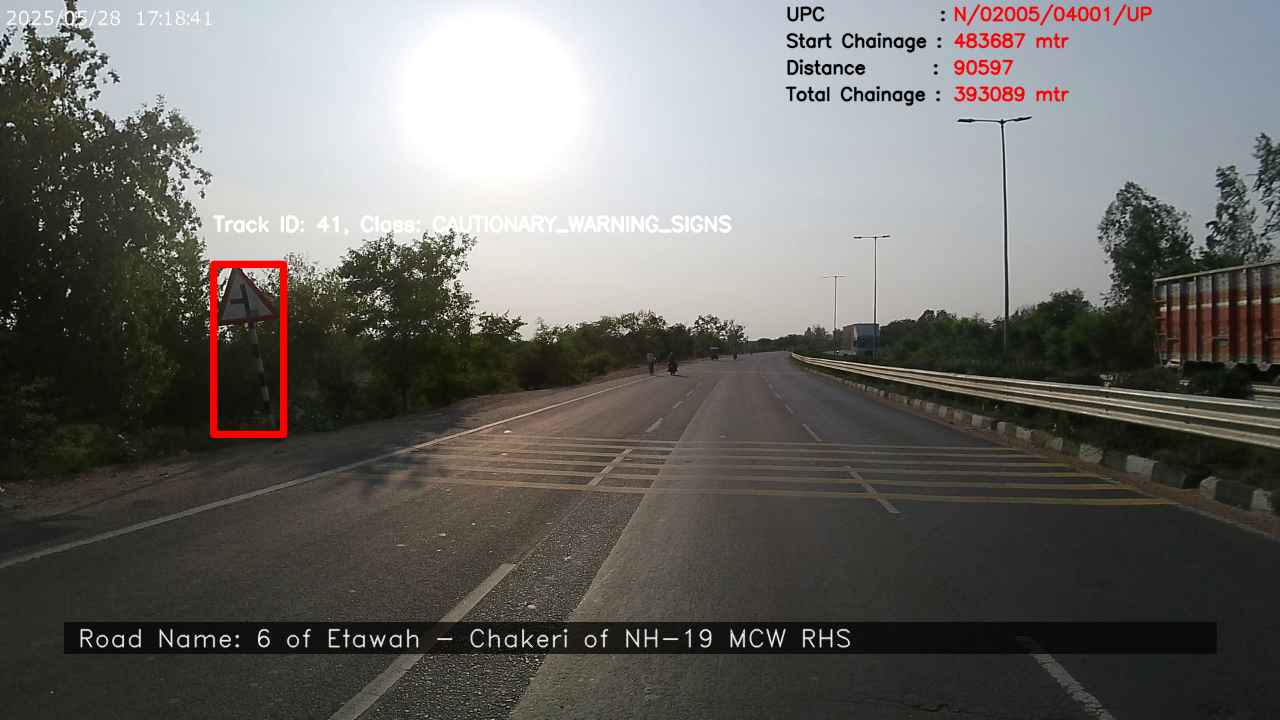 2025/05/28 17:18:41
UPC : N/02005/04001/UP
Start Chainage : 483687 mtr
Distance : 90597
Total Chainage : 393089 mtr
Track ID: 41, Class: CAUTIONARY_WARNING_SIGNS
Road Name: 6 of Etawah - Chakeri of NH-19 MCW RHS